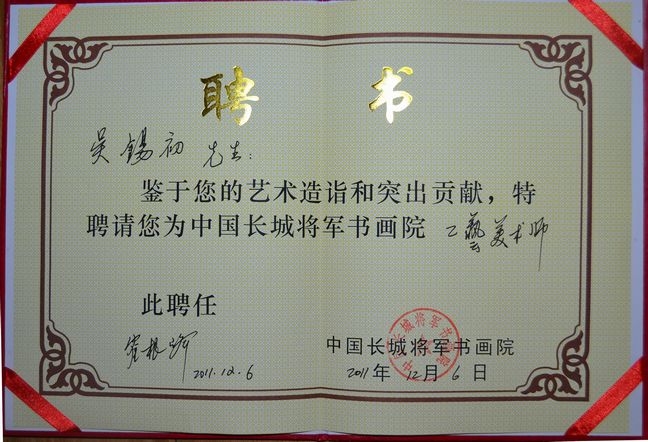 聘 书
吴锡初 先生：
鉴于您的艺术造诣和突出贡献，特
聘请您为中国长城将军书画院 工藝美术师
此聘任
中国长城将军书画院
2011.12.6
2011年 12月 6日